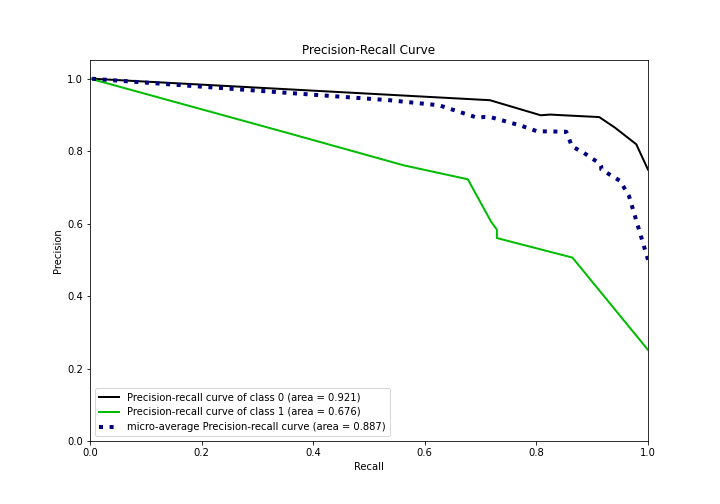 Precision-Recall Curve
1.0
0.8
0.6
0.4
0.2
0.0
Precision
Precision-recall curve of class 0 (area = 0.921)
Precision-recall curve of class 1 (area = 0.676)
micro-average Precision-recall curve (area = 0.887)
0.0 0.2 0.4 0.6 0.8 1.0
Recall